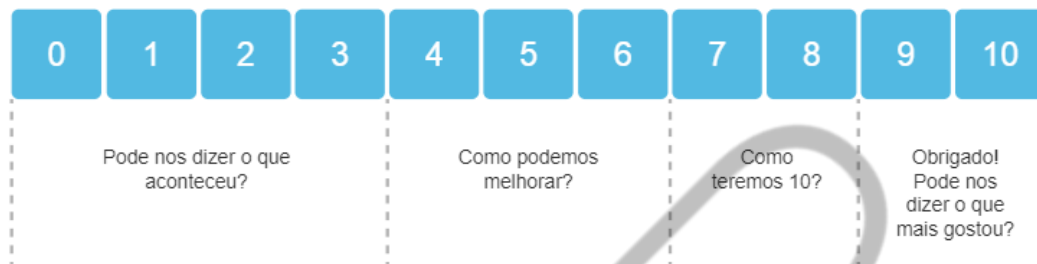 0 1 2 3 4 5 6 7 8 9 10
Pode nos dizer o que
aconteceu?
Como podemos
melhorar?
Como
teremos 10?
Obrigado!
Pode nos
dizer o que
mais gostou?